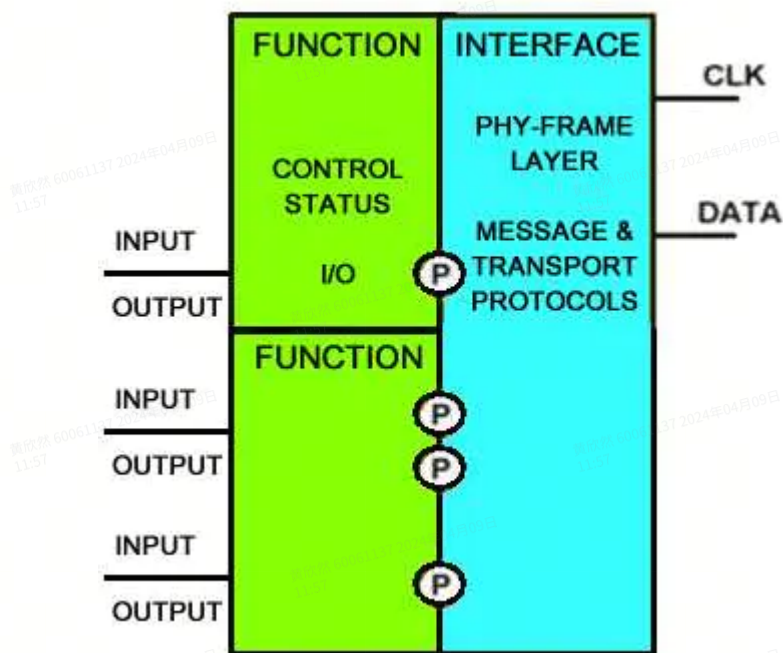 FUNCTION
INTERFACE
CLK
PHY-FRAME
LAYER
CONTROL
STATUS
DATA
INPUT
I/O
P
MESSAGE &
TRANSPORT
PROTOCOLS
OUTPUT
FUNCTION
INPUT
P
OUTPUT
P
INPUT
P
OUTPUT